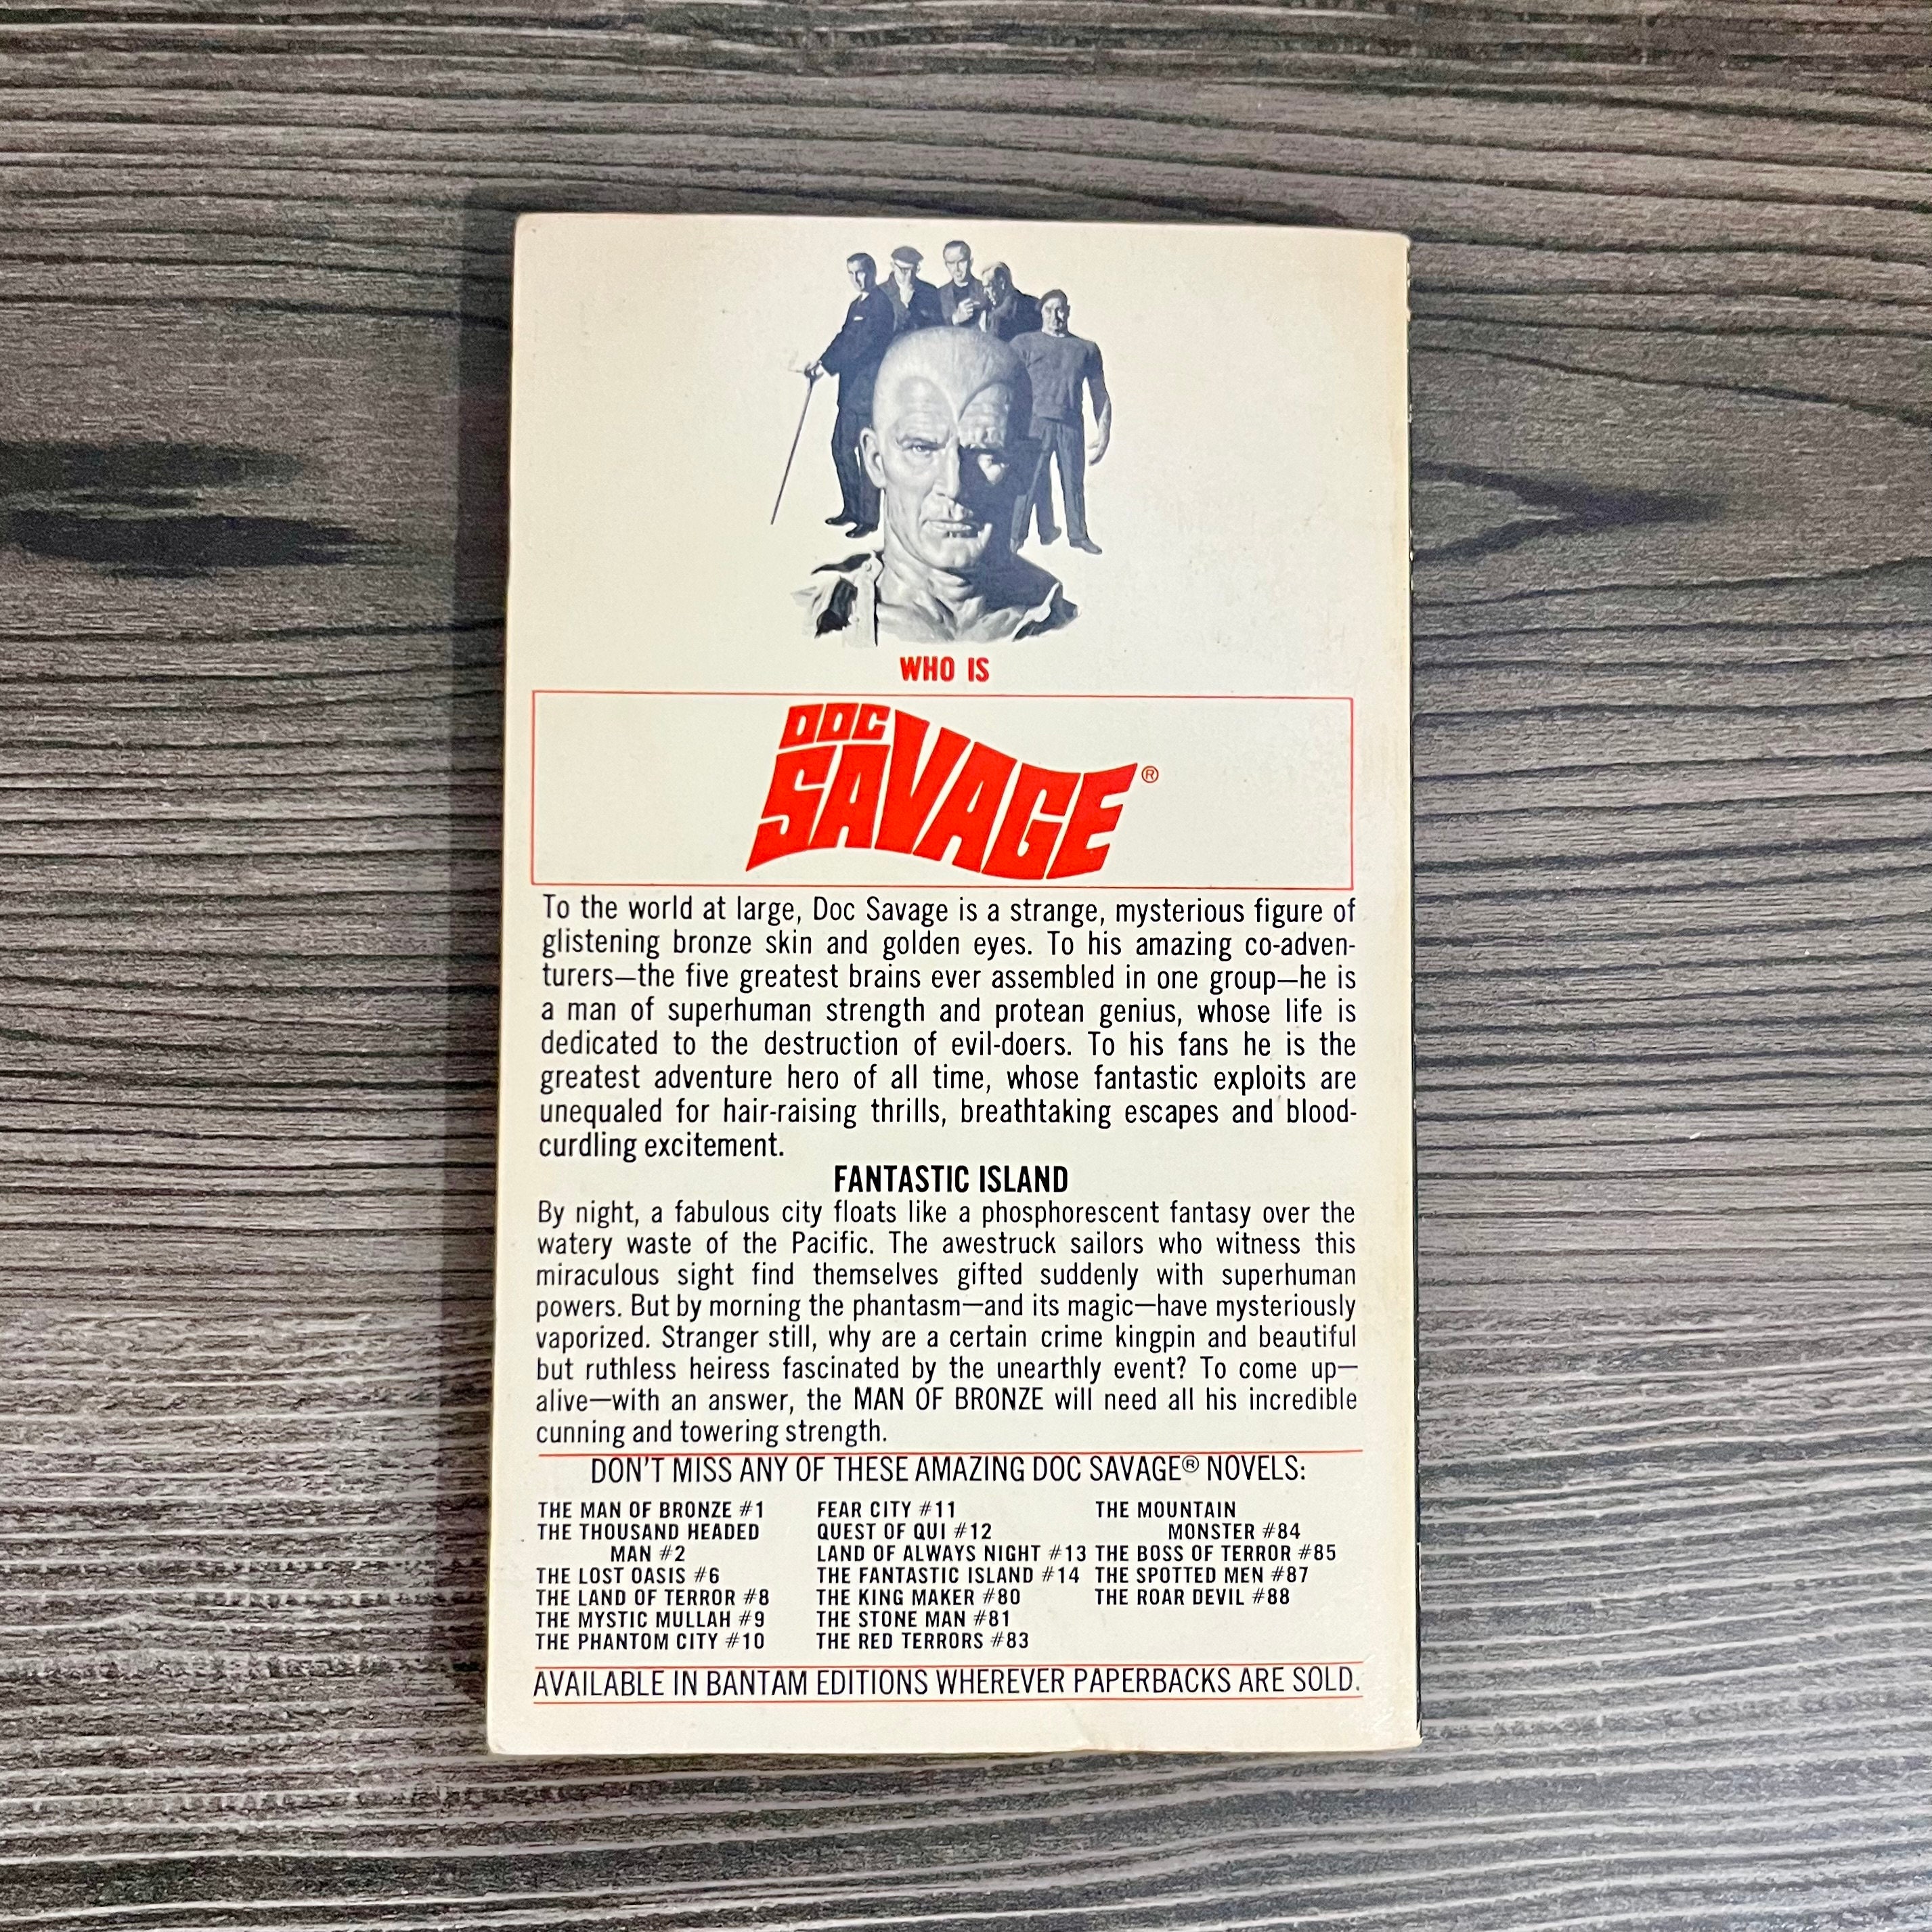 WHO IS
DOC
SAVAGE®
To the world at large, Doc Savage is a strange, mysterious figure of
glistening bronze skin and golden eyes. To his amazing co-adven-
turers—the five greatest brains ever assembled in one group—he is
a man of superhuman strength and protean genius, whose life is
dedicated to the destruction of evil-doers. To his fans he is the
greatest adventure hero of all time, whose fantastic exploits are
unequaled for hair-raising thrills, breathtaking escapes and blood-
curdling excitement.
FANTASTIC ISLAND
By night, a fabulous city floats like a phosphorescent fantasy over the
watery waste of the Pacific. The awestruck sailors who witness this
miraculous sight find themselves gifted suddenly with superhuman
powers. But by morning the phantasm—and its magic—have mysteriously
vaporized. Stranger still, why are a certain crime kingpin and beautiful
but ruthless heiress fascinated by the unearthly event? To come up—
alive—with an answer, the MAN OF BRONZE will need all his incredible
cunning and towering strength.
DON'T MISS ANY OF THESE AMAZING DOC SAVAGE® NOVELS:
THE MAN OF BRONZE #1
THE THOUSAND HEADED
MAN #2
THE LOST OASIS #6
THE LAND OF TERROR #8
THE MYSTIC MULLAH #9
THE PHANTOM CITY #10
FEAR CITY #11
QUEST OF QUI #12
LAND OF ALWAYS NIGHT #13
THE FANTASTIC ISLAND #14
THE KING MAKER #80
THE STONE MAN #81
THE RED TERRORS #83
THE MOUNTAIN
MONSTER #84
THE BOSS OF TERROR #85
THE SPOTTED MEN #87
THE ROAR DEVIL #88
AVAILABLE IN BANTAM EDITIONS WHEREVER PAPERBACKS ARE SOLD.